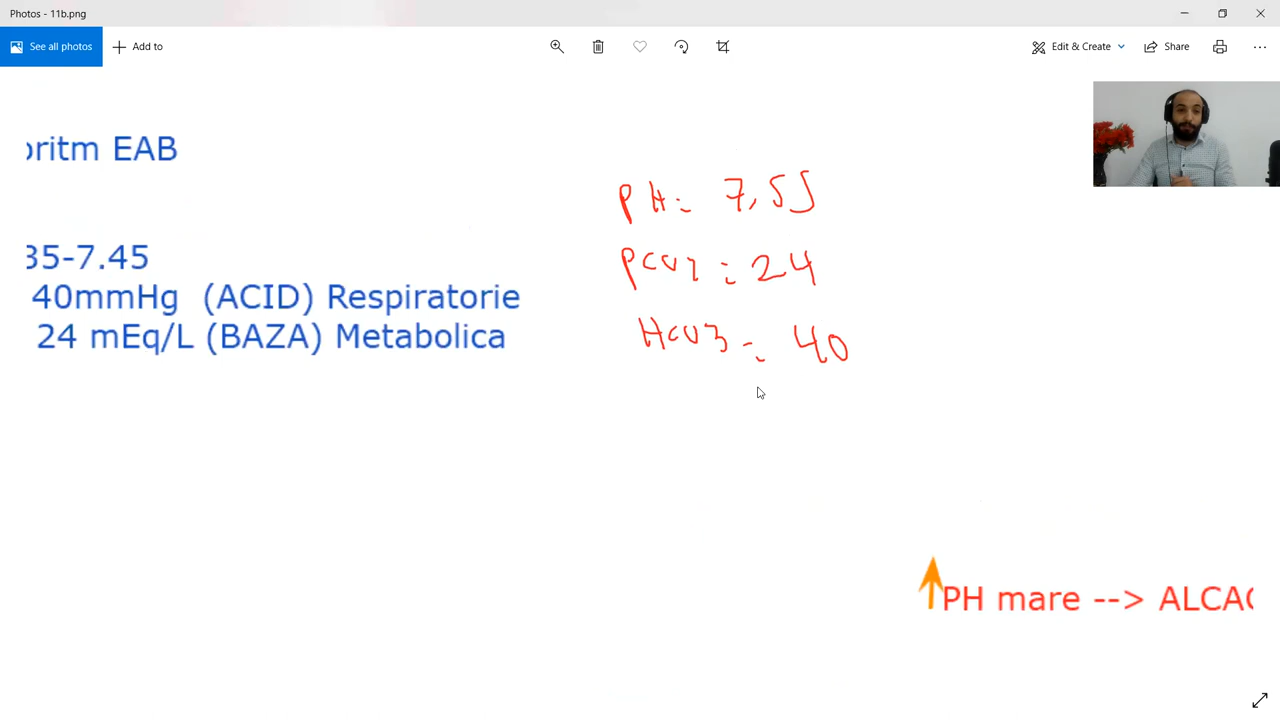 Photos - 11b.png
See all photos
Add to
Edit & Create
Share
oritm EAB
35-7.45
40mmHg (ACID) Respiratorie
24 mEq/L (BAZA) Metabolica
PH= 7,55
PCO2 = 24
HCO3 = 40
PH mare --> ALCAC